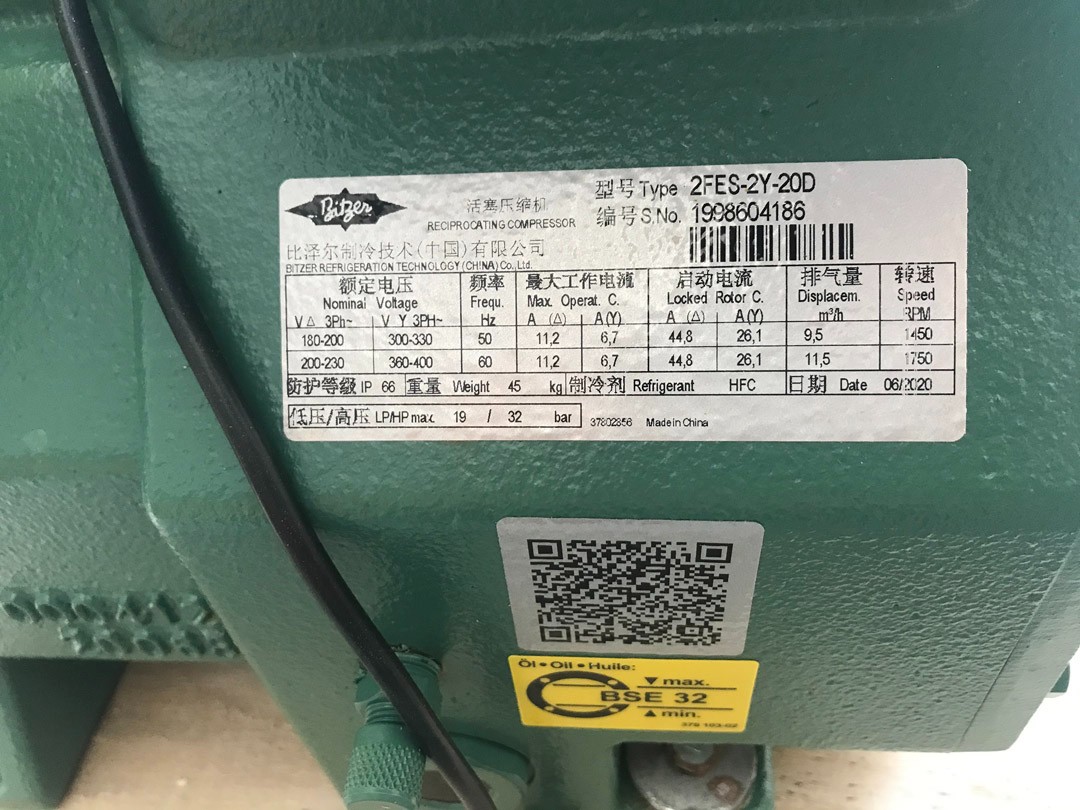 Bitzer
活塞压缩机
RECIPROCATING COMPRESSOR
型号 Type 2FES-2Y-20D
编号 S.No. 1998604186
比泽尔制冷技术(中国)有限公司
BITZER REFRIGERATION TECHNOLOGY (CHINA) Co., Ltd.
额定电压 频率 最大工作电流 启动电流 排气量 转速
Nominal Voltage Frequ. Max. Operat. C. Locked Rotor C. Displacem. Speed
V △ 3Ph~ V Y 3PH~ Hz A (△) A(Y) A (△) A(Y) m³/h RPM
180-200 300-330 50 11,2 6,7 44,8 26,1 9,5 1450
200-230 360-400 60 11,2 6,7 44,8 26,1 11,5 1750
防护等级 IP 66 重量 Weight 45 kg 制冷剂 Refrigerant HFC 日期 Date 06/2020
低压/高压 LP/HP max. 19 / 32 bar 37802856 Made in China
Öl • Oil • Huile:
▼ max.
BSE 32
▲ min.
378 103-02